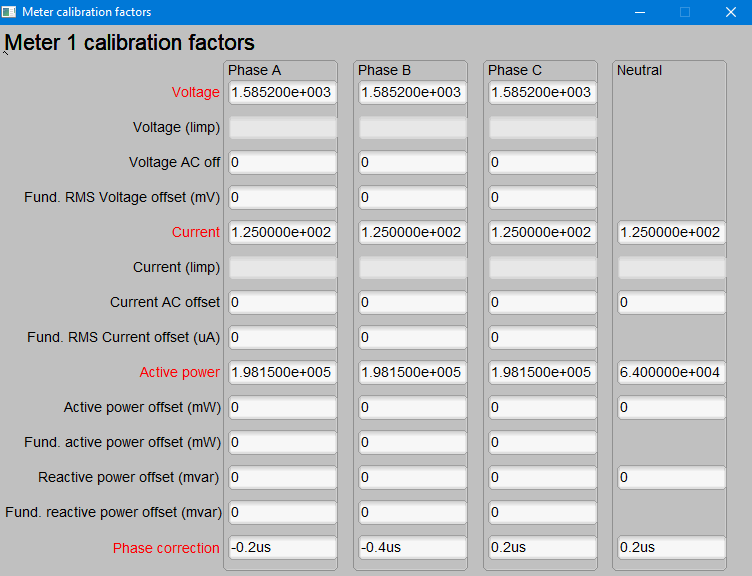 Meter calibration factors
Meter 1 calibration factors
Phase A Phase B Phase C Neutral
Voltage 1.585200e+003 1.585200e+003 1.585200e+003
Voltage (limp)
Voltage AC off 0 0 0
Fund. RMS Voltage offset (mV) 0 0 0
Current 1.250000e+002 1.250000e+002 1.250000e+002 1.250000e+002
Current (limp)
Current AC offset 0 0 0 0
Fund. RMS Current offset (uA) 0 0 0
Active power 1.981500e+005 1.981500e+005 1.981500e+005 6.400000e+004
Active power offset (mW) 0 0 0 0
Fund. active power offset (mW) 0 0 0
Reactive power offset (mvar) 0 0 0 0
Fund. reactive power offset (mvar) 0 0 0
Phase correction -0.2us -0.4us 0.2us 0.2us